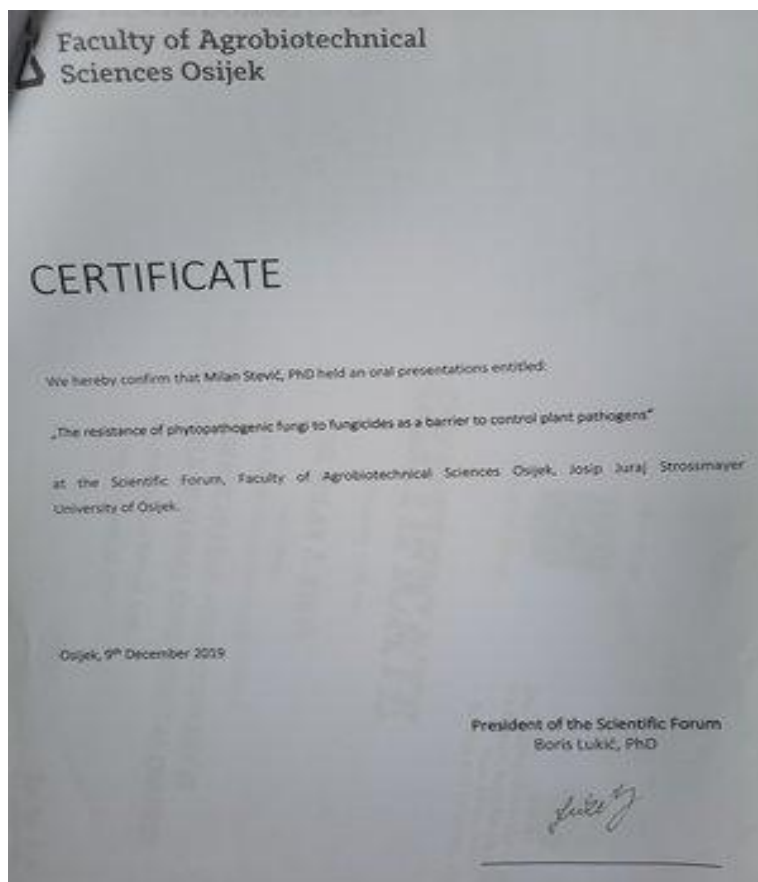 Faculty of Agrobiotechnical
Sciences Osijek
CERTIFICATE
We hereby confirm that Milan Stević, PhD held an oral presentations entitled:
„The resistance of phytopathogenic fungi to fungicides as a barrier to control plant pathogens“
at the Scientific Forum, Faculty of Agrobiotechnical Sciences Osijek, Josip Juraj Strossmayer
University of Osijek.
Osijek, 9th December 2019
President of the Scientific Forum
Boris Lukić, PhD